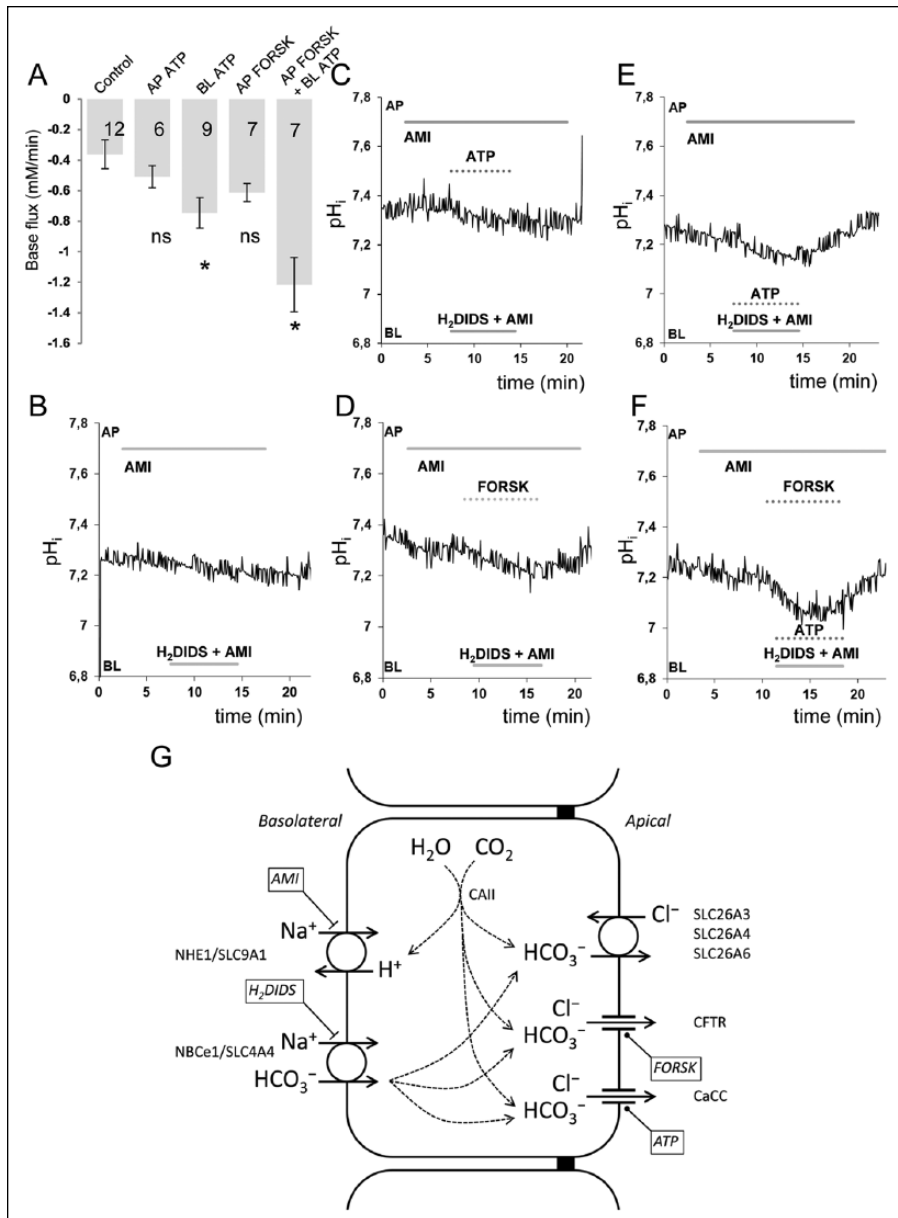 A
Control
AP ATP
BL ATP
AP FORSK
AP FORSK
+ BL ATP
0
-0.2
-0.4
-0.6
-0.8
-1
-1.2
-1.4
-1.6
Base flux (mM/min)
12
6
9
7
7
ns
*
ns
*
B
7,8
7,6
7,4
7,2
7
6,8
pHi
AP
AMI
H2DIDS + AMI
BL
0
5
10
15
20
time (min)
C
7,8
7,6
7,4
7,2
7
6,8
pHi
AP
AMI
ATP
H2DIDS + AMI
BL
0
5
10
15
20
time (min)
D
7,8
7,6
7,4
7,2
7
6,8
pHi
AP
AMI
FORSK
H2DIDS + AMI
BL
0
5
10
15
20
time (min)
E
7,8
7,6
7,4
7,2
7
6,8
pHi
AP
AMI
ATP
H2DIDS + AMI
BL
0
5
10
15
20
time (min)
F
7,8
7,6
7,4
7,2
7
6,8
pHi
AP
AMI
FORSK
ATP
H2DIDS + AMI
BL
0
5
10
15
20
time (min)
G
Basolateral
Apical
H2O CO2
CAII
AMI
Na+
NHE1/SLC9A1
H+
H2DIDS
Na+
NBCe1/SLC4A4
HCO3−
Cl−
HCO3−
SLC26A3
SLC26A4
SLC26A6
Cl−
HCO3−
CFTR
FORSK
Cl−
HCO3−
CaCC
ATP